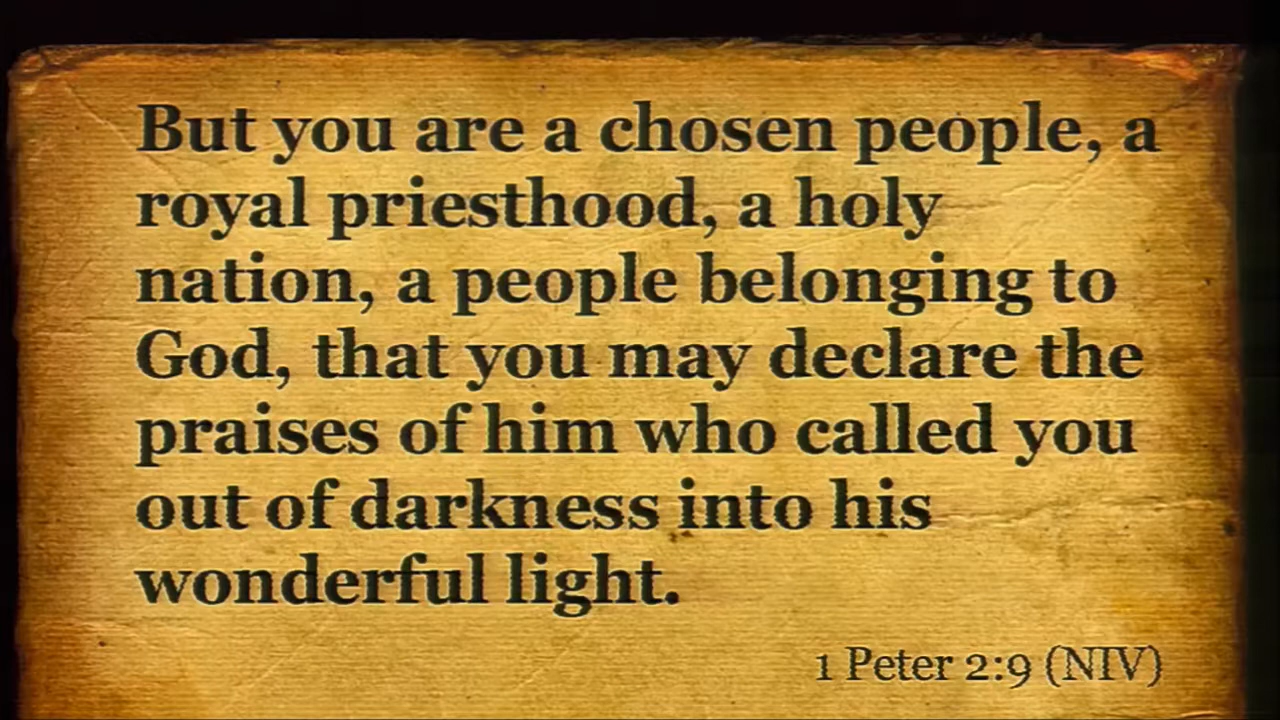 But you are a chosen people, a
royal priesthood, a holy
nation, a people belonging to
God, that you may declare the
praises of him who called you
out of darkness into his
wonderful light.
1 Peter 2:9 (NIV)